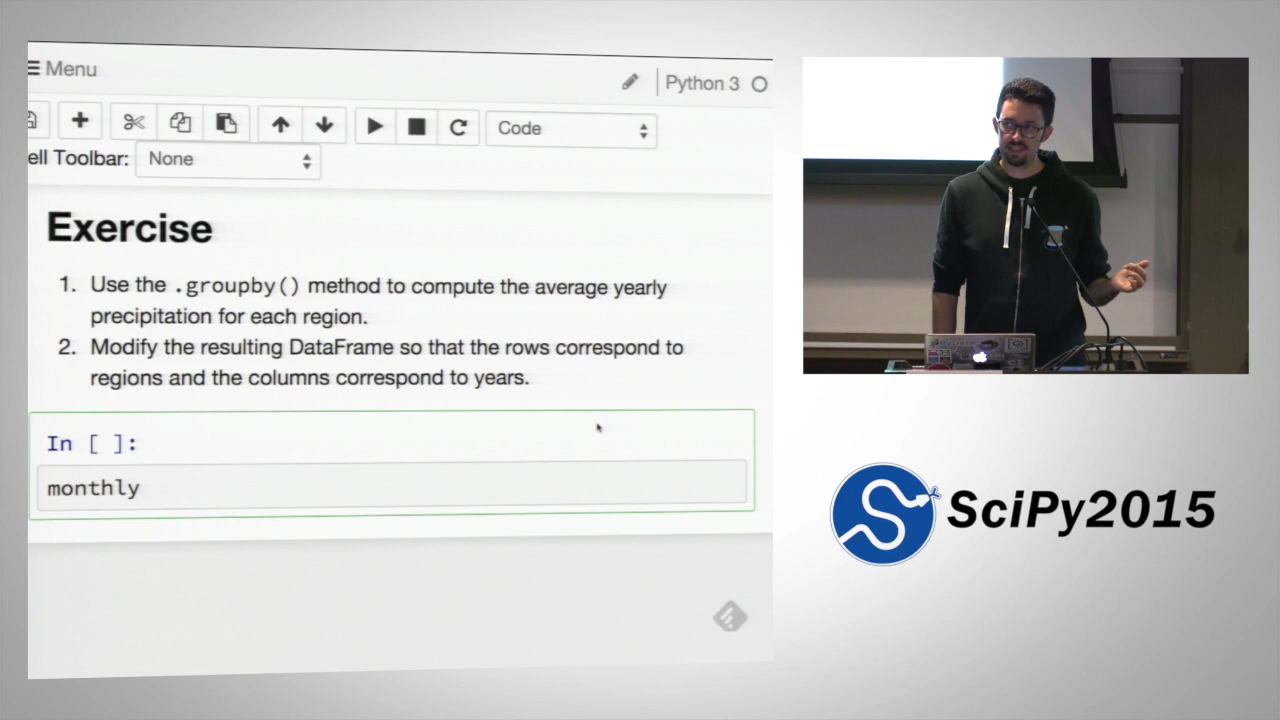 Menu
Python 3
Code
ell Toolbar: None
Exercise
1. Use the .groupby() method to compute the average yearly
precipitation for each region.
2. Modify the resulting DataFrame so that the rows correspond to
regions and the columns correspond to years.
In [ ]:
monthly
SciPy2015